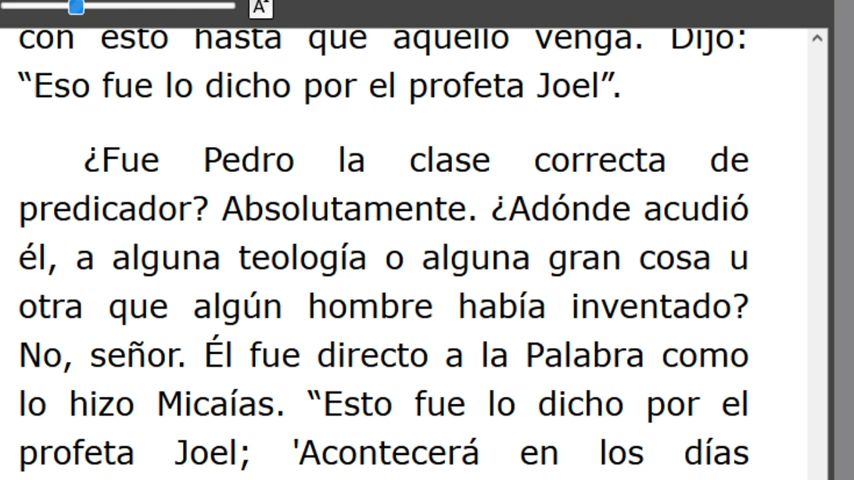 A
con esto hasta que aquello venga. Dijo:
“Eso fue lo dicho por el profeta Joel”.
¿Fue Pedro la clase correcta de
predicador? Absolutamente. ¿Adónde acudió
él, a alguna teología o alguna gran cosa u
otra que algún hombre había inventado?
No, señor. Él fue directo a la Palabra como
lo hizo Micaías. “Esto fue lo dicho por el
profeta Joel; 'Acontecerá en los días